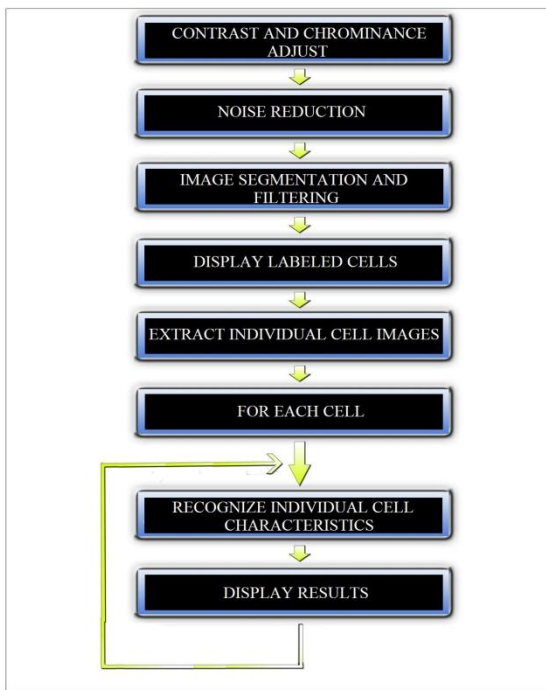 CONTRAST AND CHROMINANCE
ADJUST
NOISE REDUCTION
IMAGE SEGMENTATION AND
FILTERING
DISPLAY LABELED CELLS
EXTRACT INDIVIDUAL CELL IMAGES
FOR EACH CELL
RECOGNIZE INDIVIDUAL CELL
CHARACTERISTICS
DISPLAY RESULTS